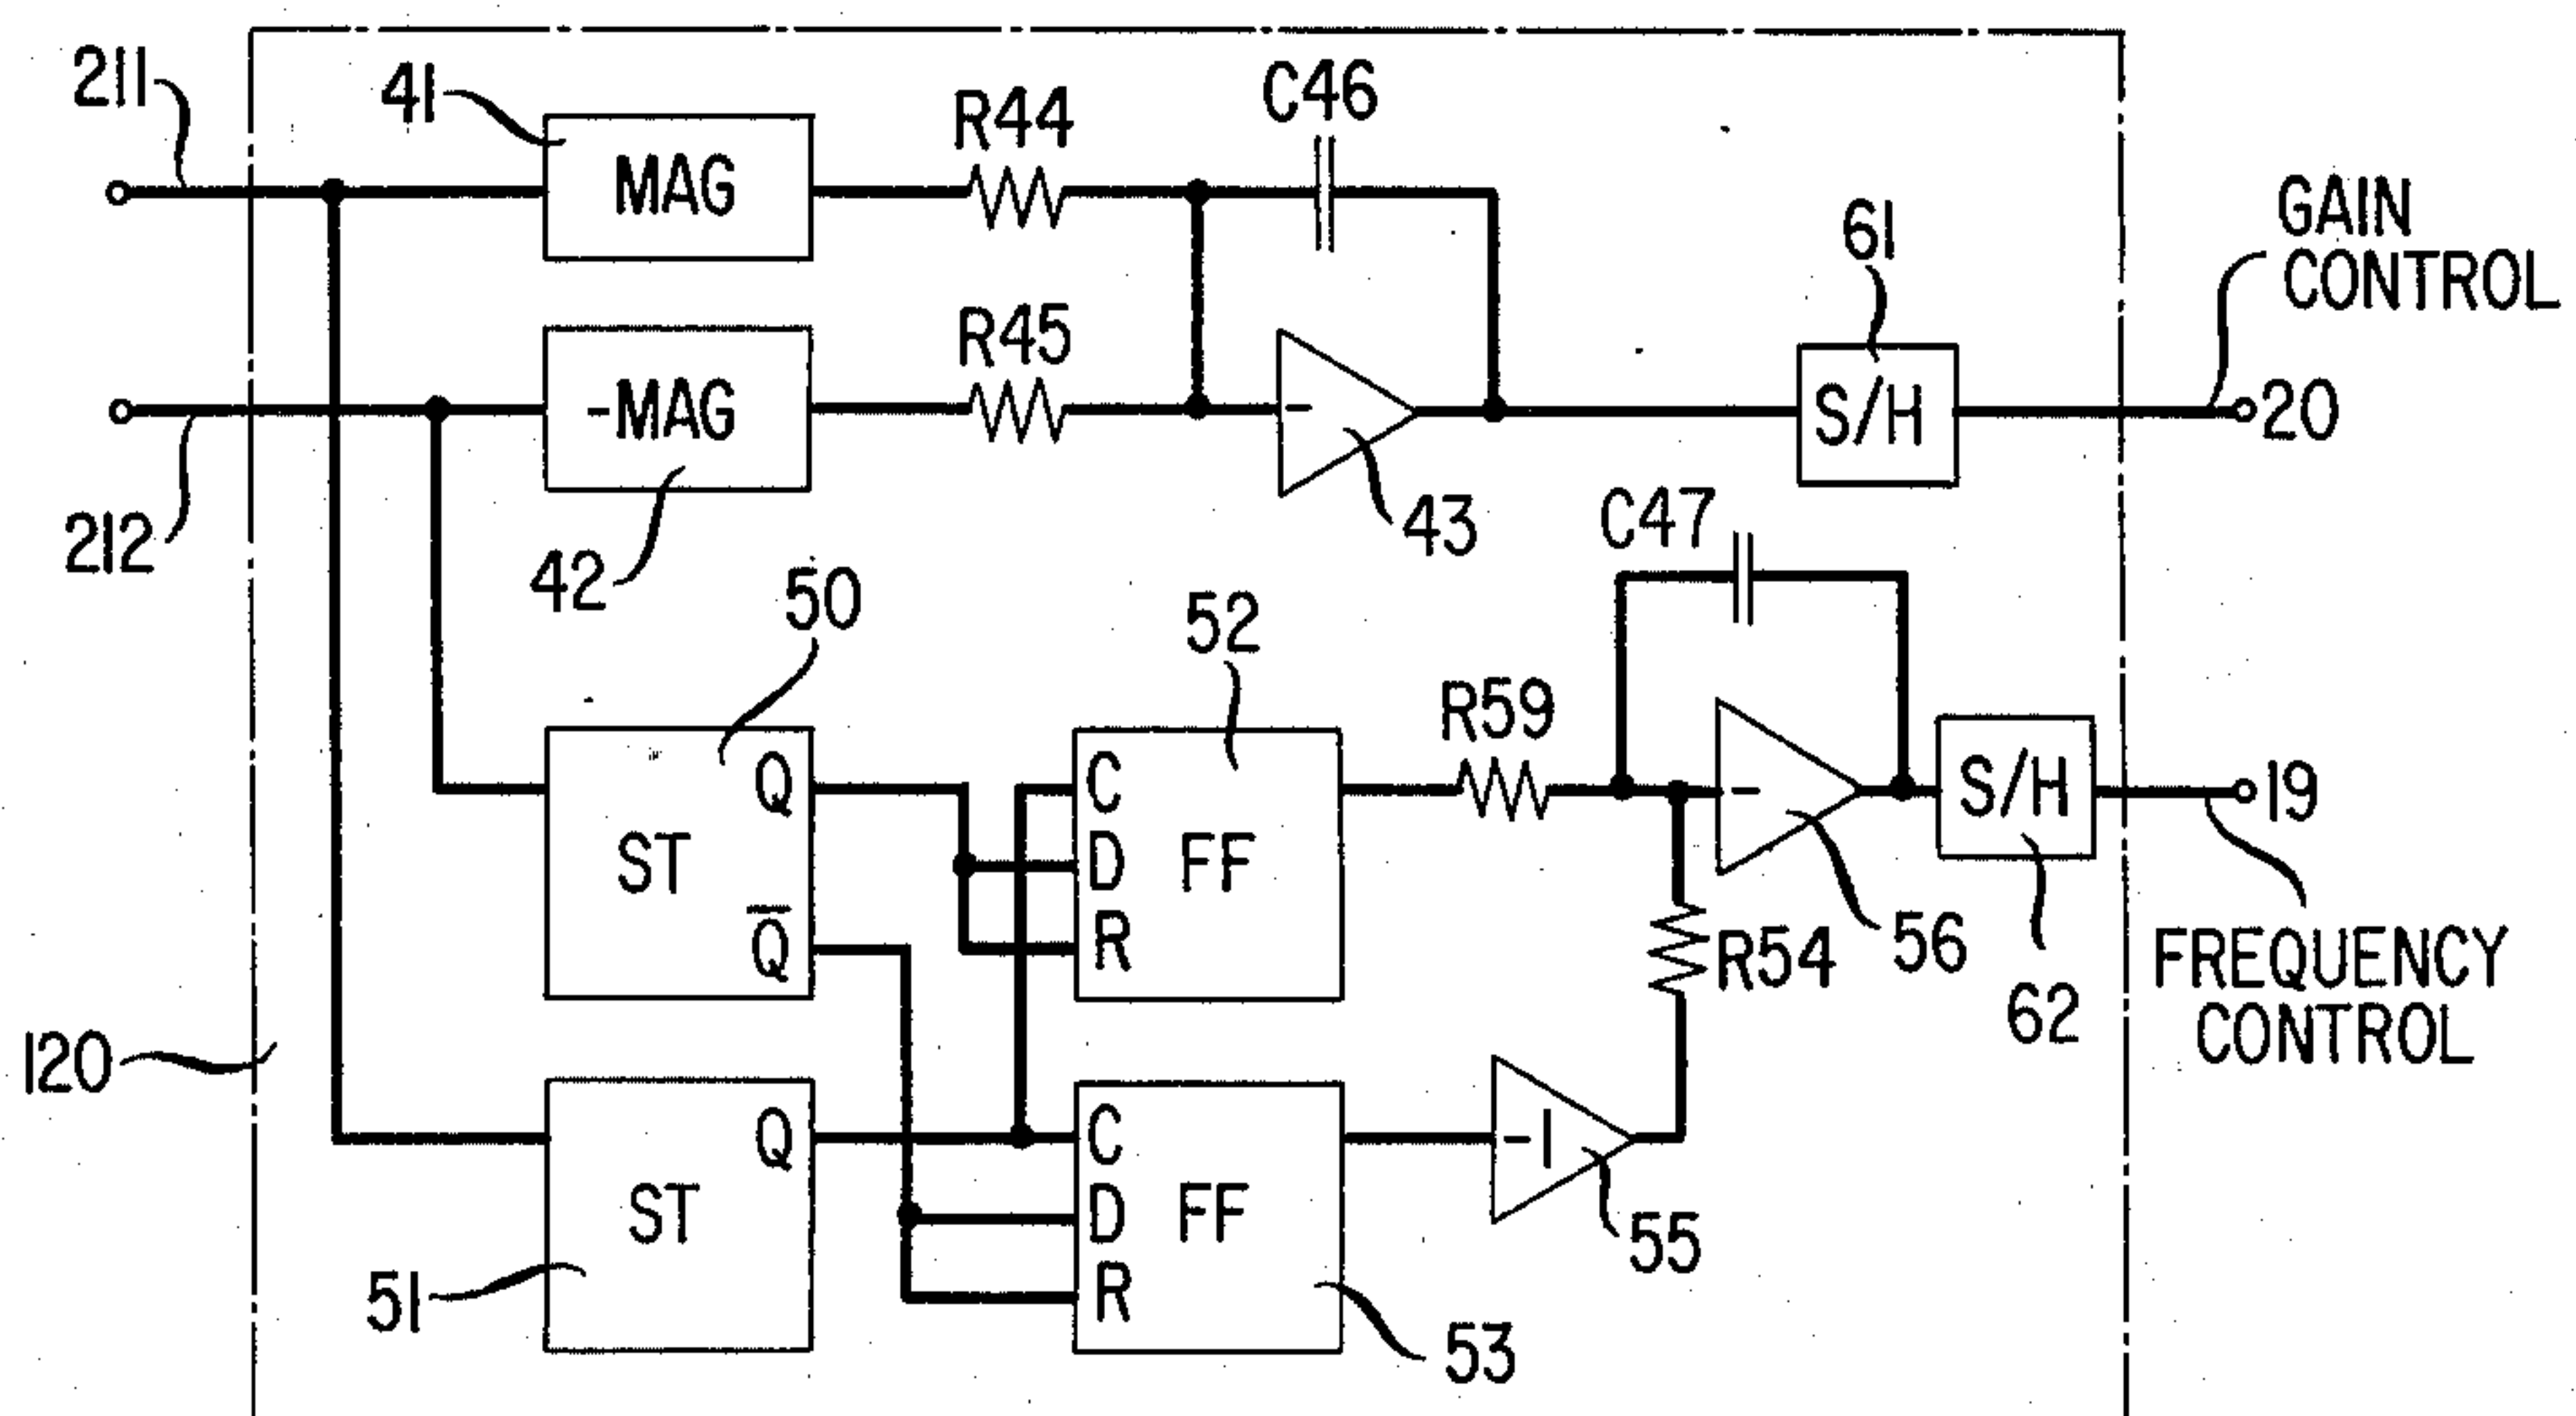 211
41
MAG
R44
C46
GAIN
CONTROL
61
S/H
20
212
-MAG
42
R45
-
43
C47
50
Q
ST
Q̅
52
C
D
R
FF
R59
-
56
S/H
62
19
FREQUENCY
CONTROL
R54
120
51
Q
ST
C
D
R
FF
53
-1
55